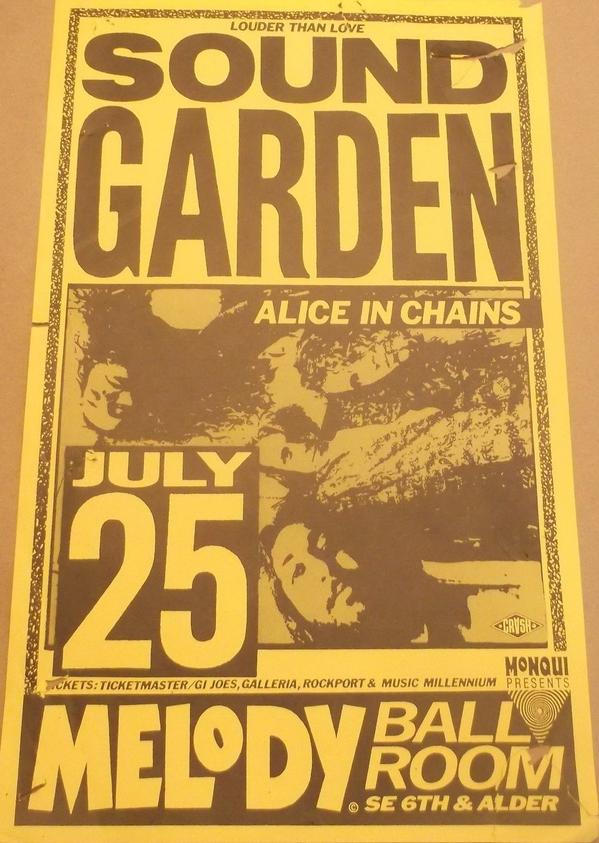 LOUDER THAN LOVE
SOUND
GARDEN
ALICE IN CHAINS
JULY
25
CRASH
TICKETS: TICKETMASTER/GI JOES, GALLERIA, ROCKPORT & MUSIC MILLENNIUM
MONQUI
PRESENTS
MELODY BALL
ROOM
© SE 6TH & ALDER